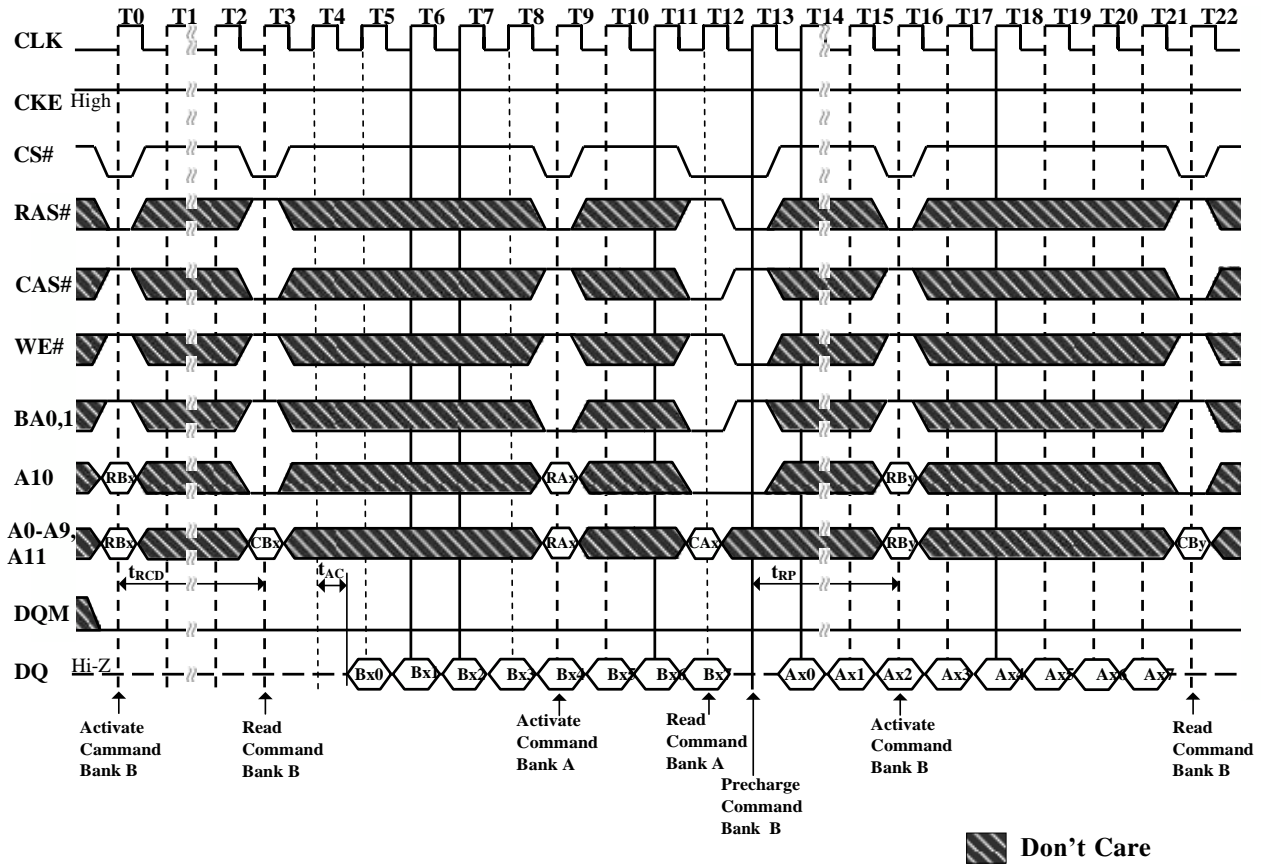 T0 T1 T2 T3 T4 T5 T6 T7 T8 T9 T10 T11 T12 T13 T14 T15 T16 T17 T18 T19 T20 T21 T22
CLK
CKE High
CS#
RAS#
CAS#
WE#
BA0,1
A10 RBx RAx RBy
A0-A9,
A11
RBx CBx RAx CAx RBy CBy
tRCD tAC tRP
DQM
DQ Hi-Z Bx0 Bx1 Bx2 Bx3 Bx4 Bx5 Bx6 Bx7 Ax0 Ax1 Ax2 Ax3 Ax4 Ax5 Ax6 Ax7
Activate
Cammand
Bank B
Read
Command
Bank B
Activate
Command
Bank A
Read
Command
Bank A
Precharge
Command
Bank B
Activate
Command
Bank B
Read
Command
Bank B
Don't Care